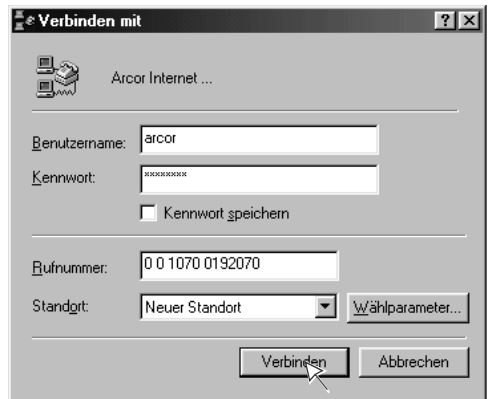 Verbinden mit
Arcor Internet ...
Benutzername: arcor
Kennwort: ********
Kennwort speichern
Rufnummer: 0 0 1070 0192070
Standort: Neuer Standort Wählparameter...
Verbinden Abbrechen